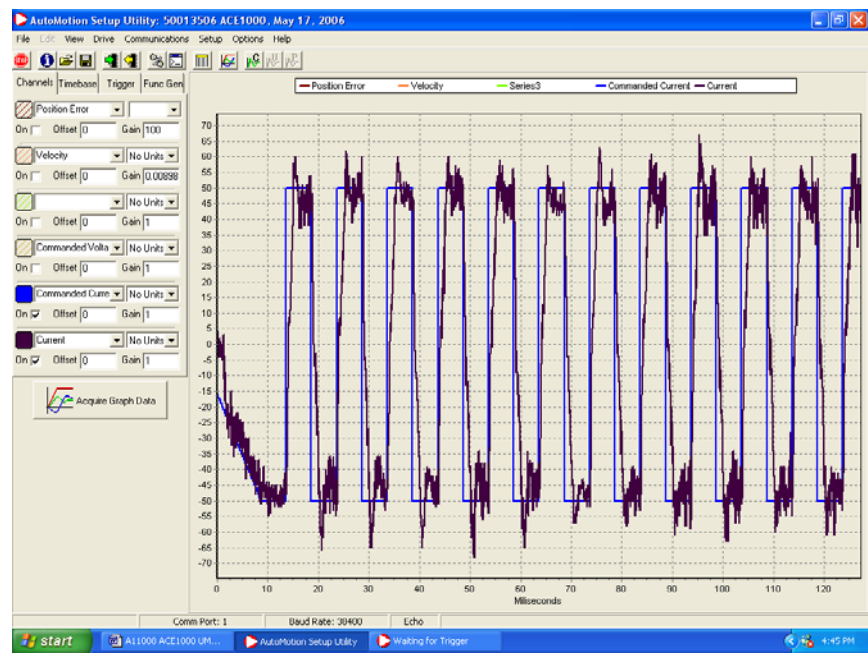 AutoMotion Setup Utility: 50013506 ACE1000, May 17, 2006
File Edit View Drive Communications Setup Options Help
Channels Timebase Trigger Func Gen
Position Error
On Offset 0 Gain 100
Velocity No Units
On Offset 0 Gain 0.00898
No Units
On Offset 0 Gain 1
Commanded Volta No Units
On Offset 0 Gain 1
Commanded Curre No Units
On Offset 0 Gain 1
Current No Units
On Offset 0 Gain 1
Acquire Graph Data
Position Error Velocity Series3 Commanded Current Current
70
65
60
55
50
45
40
35
30
25
20
15
10
5
0
-5
-10
-15
-20
-25
-30
-35
-40
-45
-50
-55
-60
-65
-70
0 10 20 30 40 50 60 70 80 90 100 110 120
Miliseconds
Comm Port: 1 Baud Rate: 38400 Echo
start A11000 ACE1000 UM... AutoMotion Setup Utility Waiting for Trigger 4:45 PM